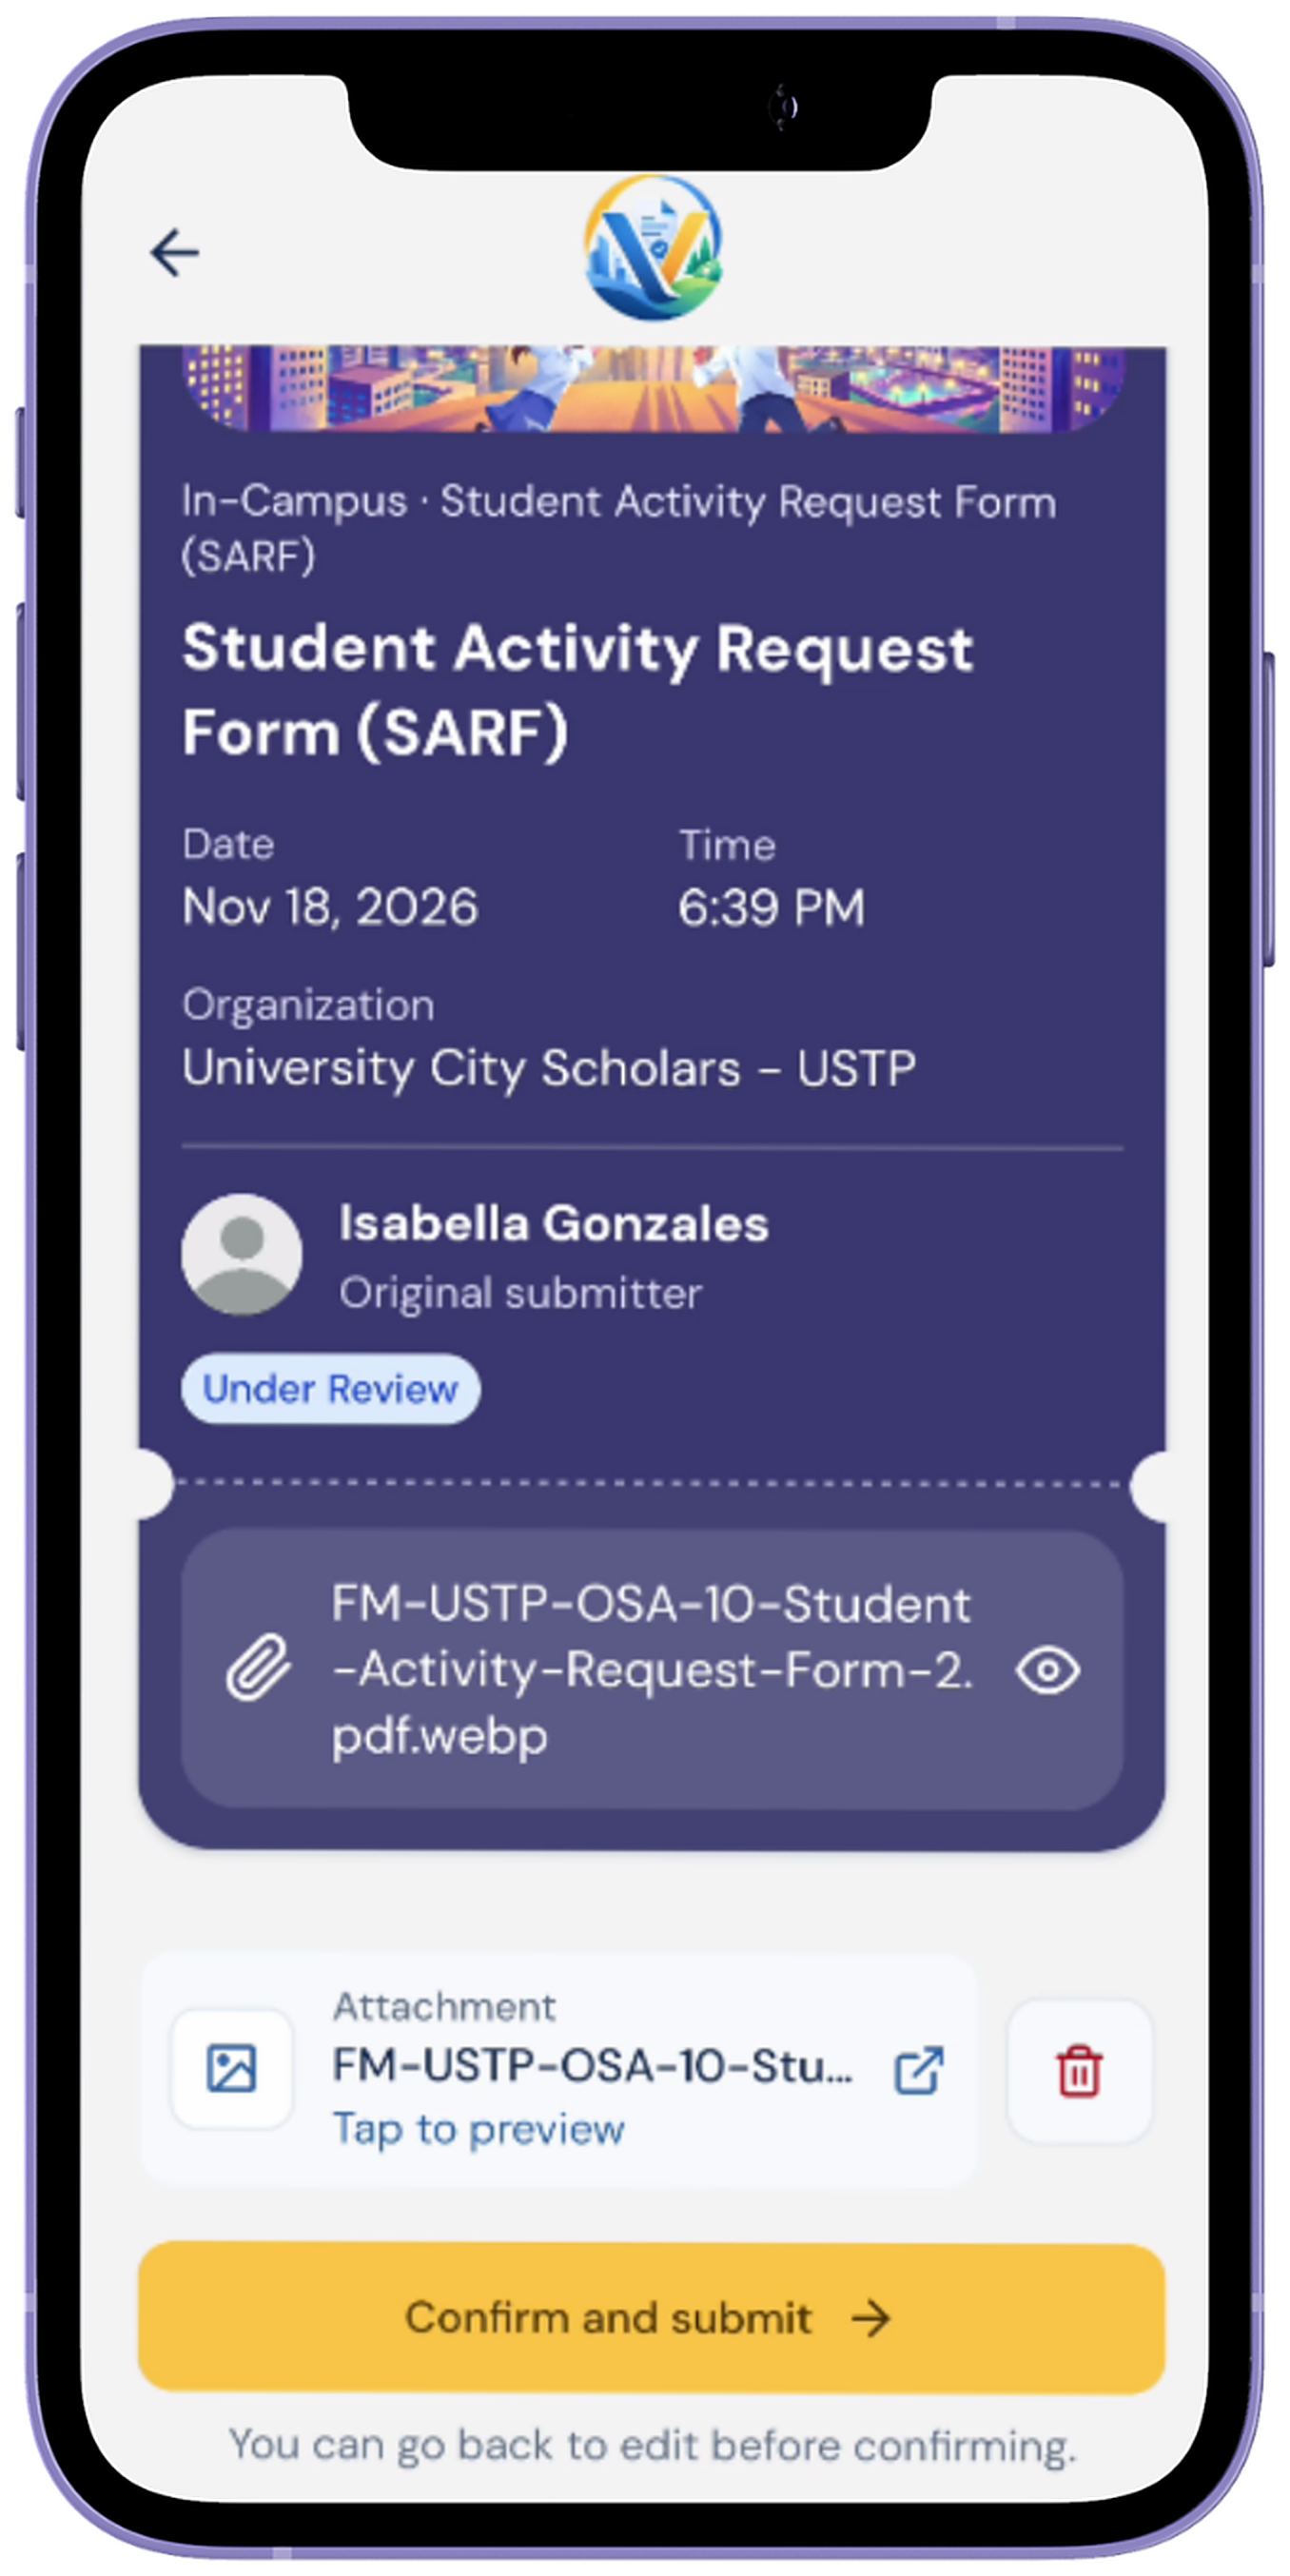 In-Campus · Student Activity Request Form
(SARF)
Student Activity Request
Form (SARF)
Date
Time
Nov 18, 2026
6:39 PM
Organization
University City Scholars - USTP
Isabella Gonzales
Original submitter
Under Review
FM-USTP-OSA-10-Student
-Activity-Request-Form-2.
pdf.webp
Attachment
FM-USTP-OSA-10-Stu...
Tap to preview
Confirm and submit →
You can go back to edit before confirming.